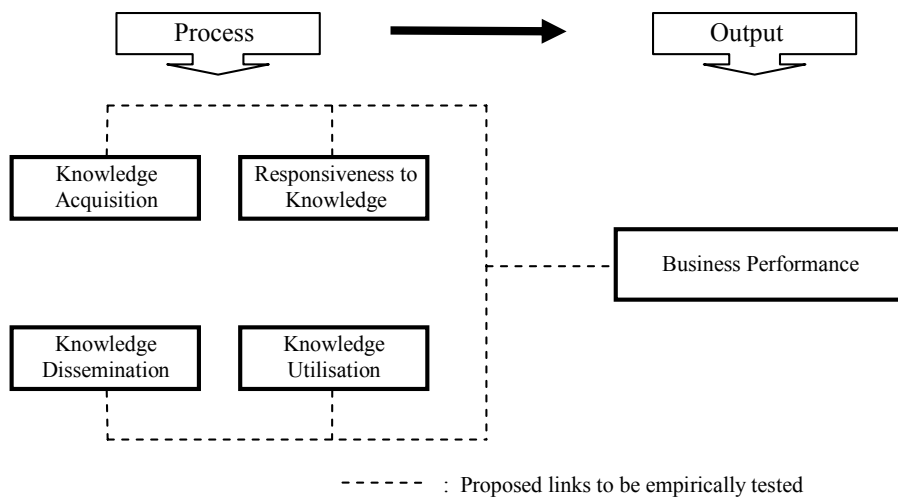 Process
Output
Knowledge
Acquisition
Responsiveness to
Knowledge
Business Performance
Knowledge
Dissemination
Knowledge
Utilisation
: Proposed links to be empirically tested